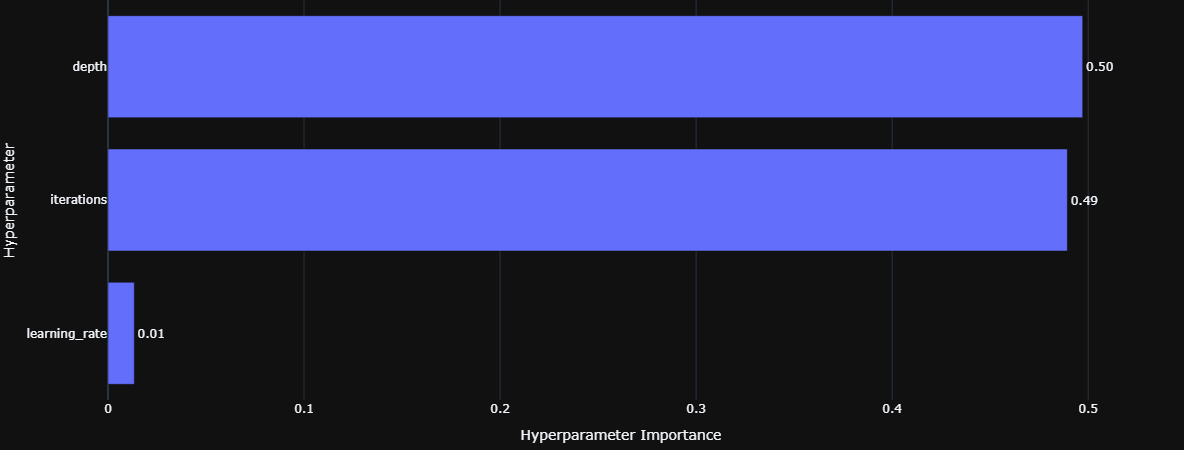 Hyperparameter
depth
0.50
iterations
0.49
learning_rate
0.01
0
0.1
0.2
0.3
0.4
0.5
Hyperparameter Importance